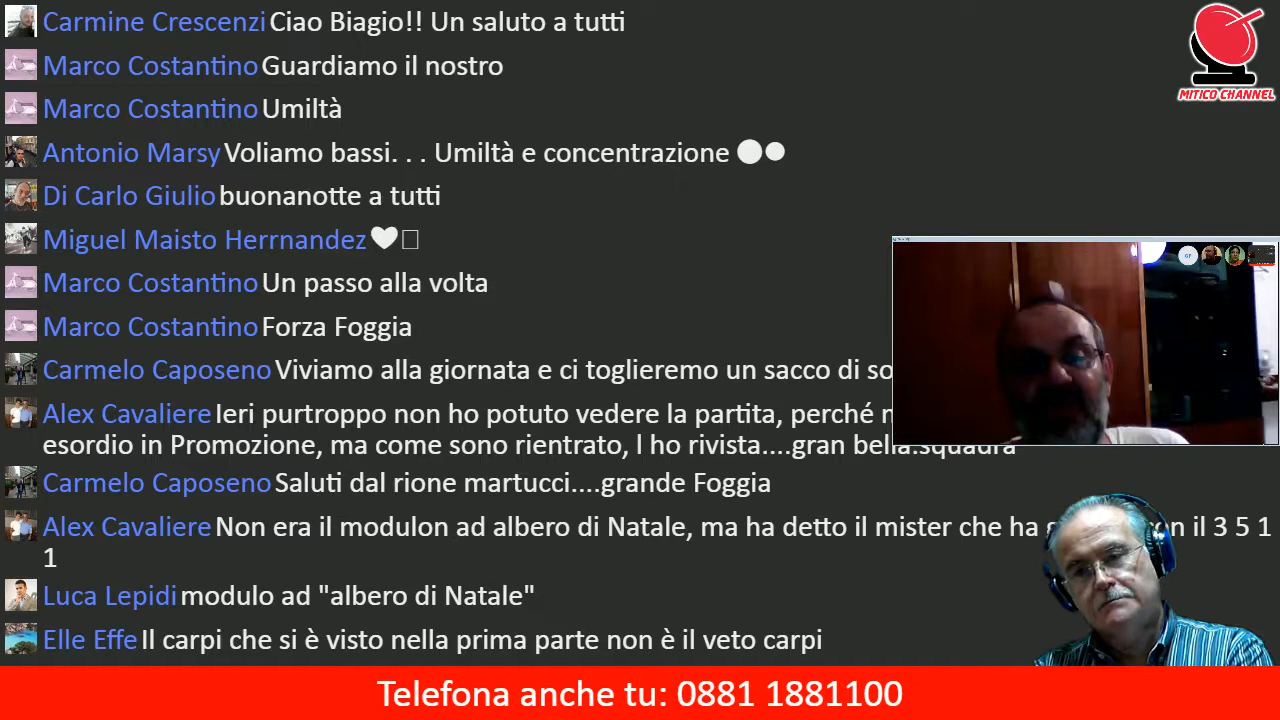 Carmine Crescenzi Ciao Biagio!! Un saluto a tutti
MITICO CHANNEL
Marco Costantino Guardiamo il nostro
Marco Costantino Umiltà
Antonio Marsy Voliamo bassi. . . Umiltà e concentrazione
Di Carlo Giulio buonanotte a tutti
Miguel Maisto Herrnandez
Marco Costantino Un passo alla volta
Marco Costantino Forza Foggia
Carmelo Caposeno Viviamo alla giornata e ci toglieremo un sacco di
Alex Cavaliere Ieri purtroppo non ho potuto vedere la partita, perché
esordio in Promozione, ma come sono rientrato, l ho rivista....gran bella.squadra
Carmelo Caposeno Saluti dal rione martucci....grande Foggia
Alex Cavaliere Non era il modulon ad albero di Natale, ma ha detto il mister che ha il 3 5 1
1
Luca Lepidi modulo ad "albero di Natale"
Elle Effe Il carpi che si è visto nella prima parte non è il veto carpi
Telefona anche tu: 0881 1881100